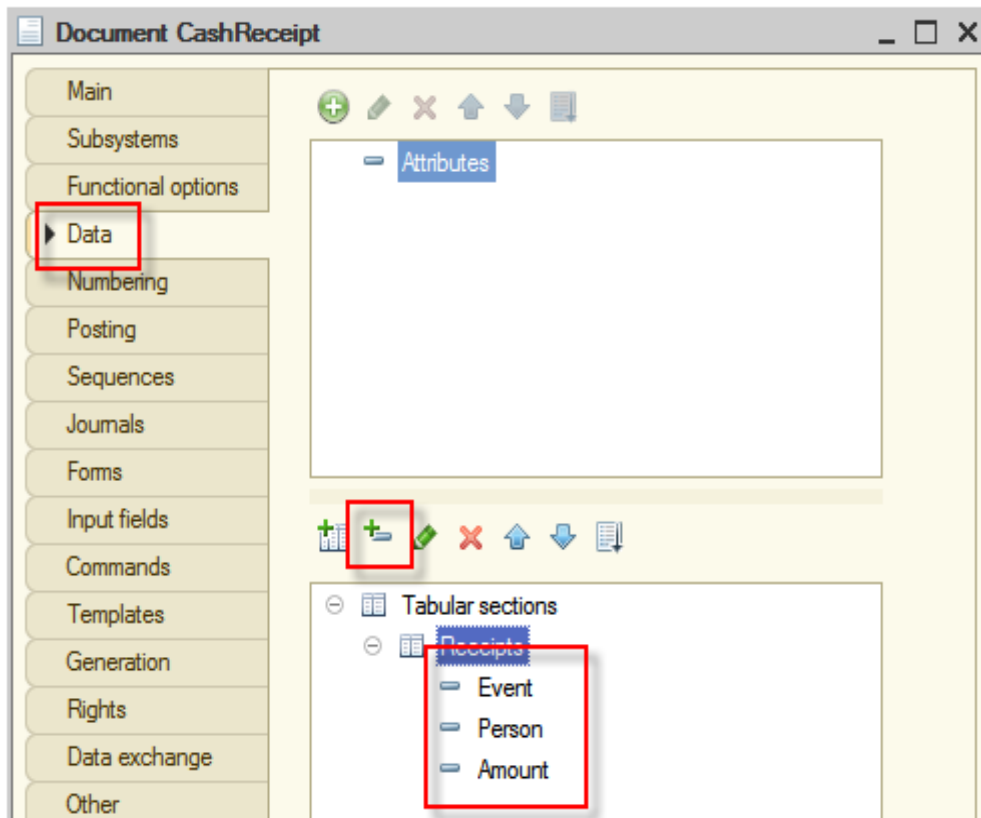 Document CashReceipt
Main
Subsystems
Functional options
Data
Numbering
Posting
Sequences
Journals
Forms
Input fields
Commands
Templates
Generation
Rights
Data exchange
Other
Attributes
Tabular sections
Receipts
Event
Person
Amount